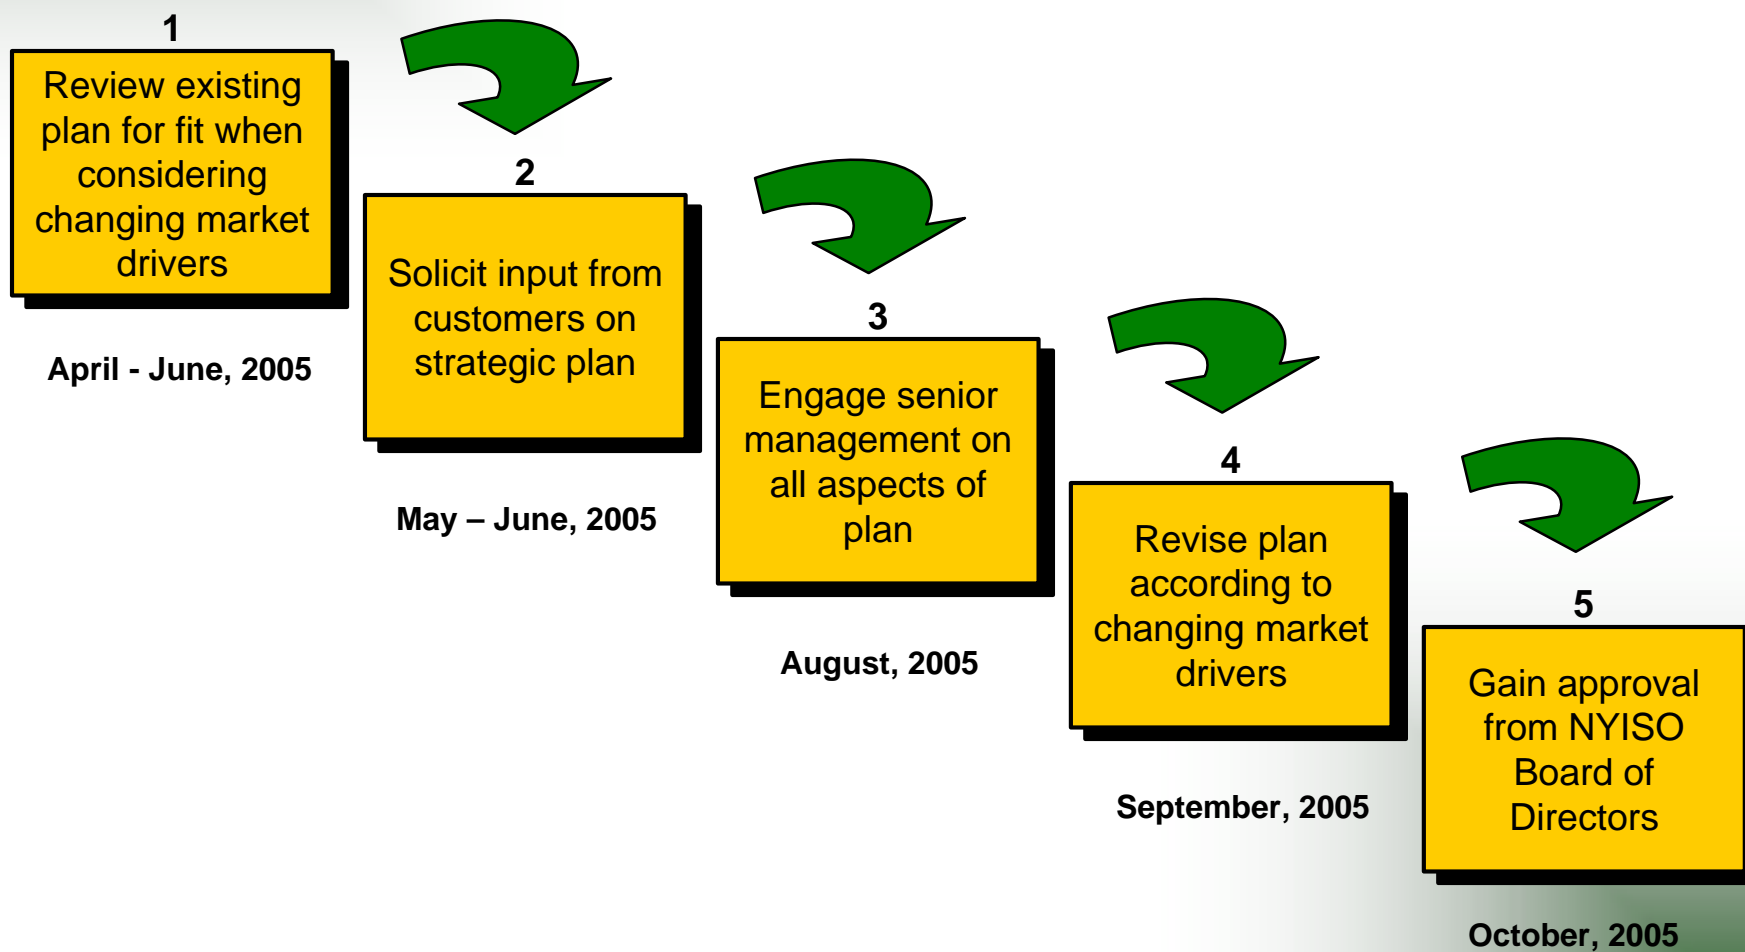 1
Review existing
plan for fit when
considering
changing market
drivers
April - June, 2005
2
Solicit input from
customers on
strategic plan
May – June, 2005
3
Engage senior
management on
all aspects of
plan
August, 2005
4
Revise plan
according to
changing market
drivers
September, 2005
5
Gain approval
from NYISO
Board of
Directors
October, 2005